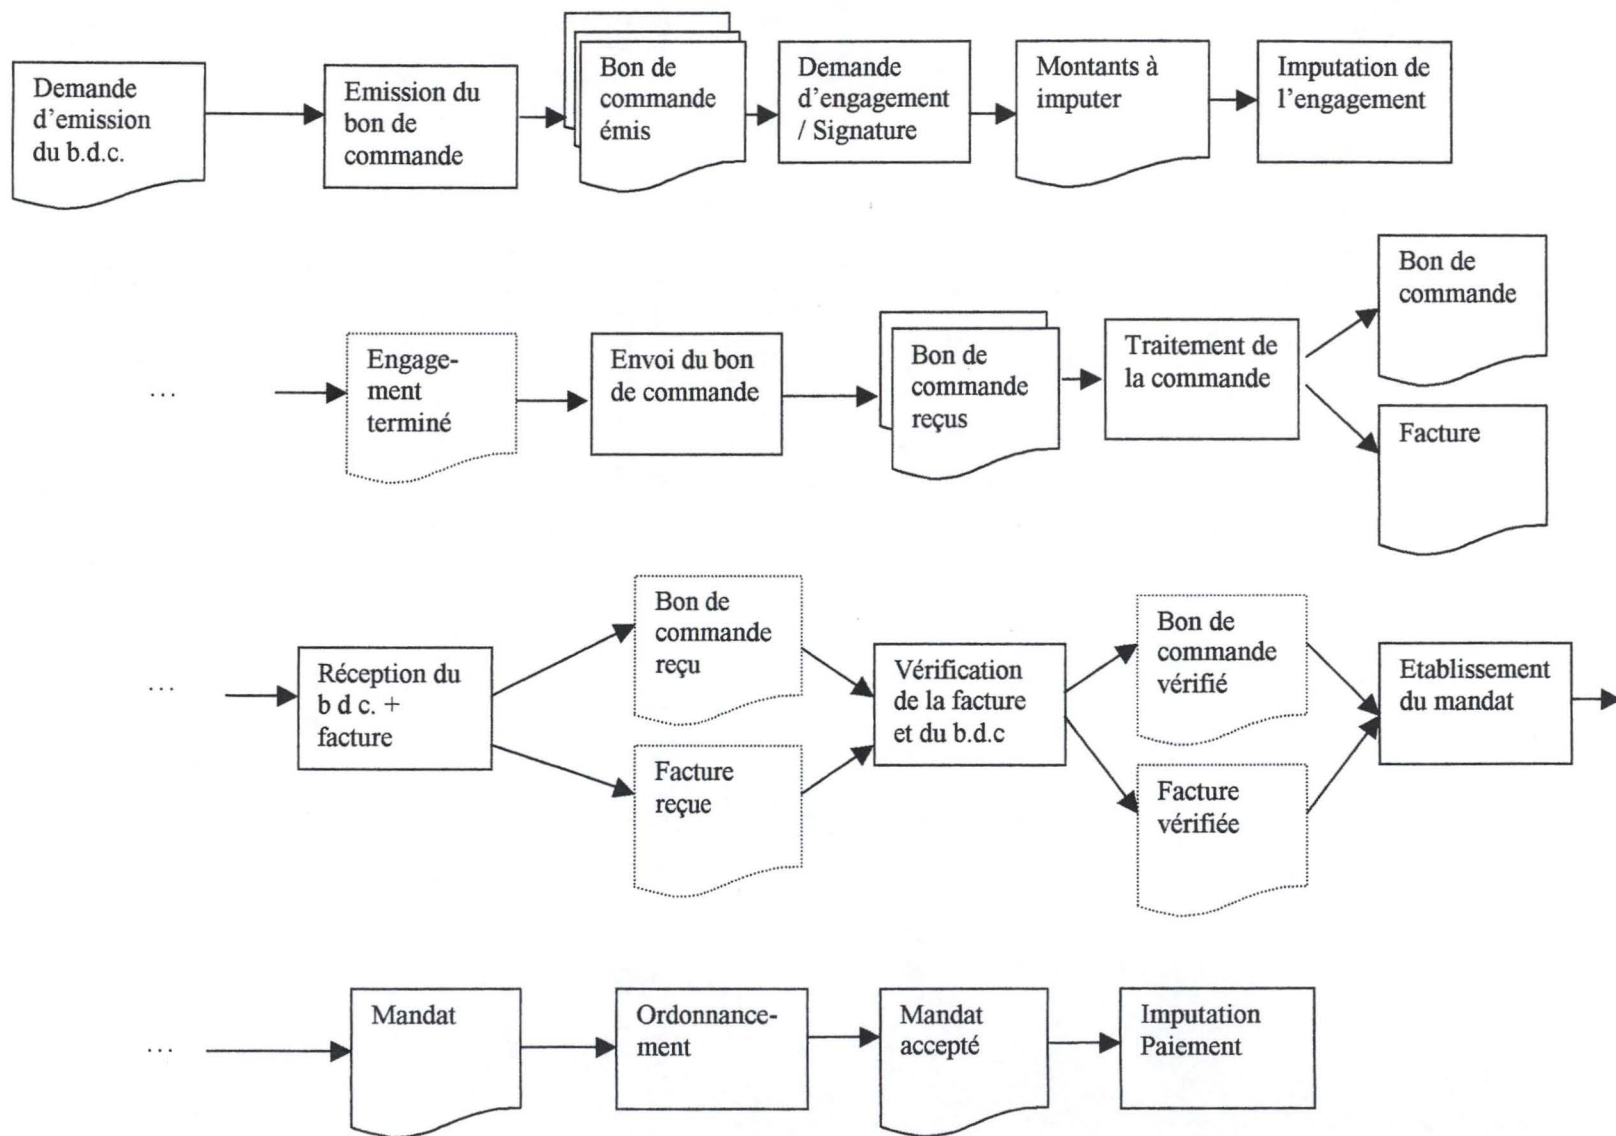 Demande
d'emission
du b.d.c.
Emission du
bon de
commande
Bon de
commande
émis
Demande
d'engagement
/ Signature
Montants à
imputer
Imputation de
l'engagement
...
Engage-
ment
terminé
Envoi du bon
de commande
Bon de
commande
reçus
Traitement de
la commande
Bon de
commande
Facture
...
Réception du
b d c. +
facture
Bon de
commande
reçu
Facture
reçue
Vérification
de la facture
et du b.d.c
Bon de
commande
vérifié
Facture
vérifiée
Etablissement
du mandat
...
Mandat
Ordonnance-
ment
Mandat
accepté
Imputation
Paiement